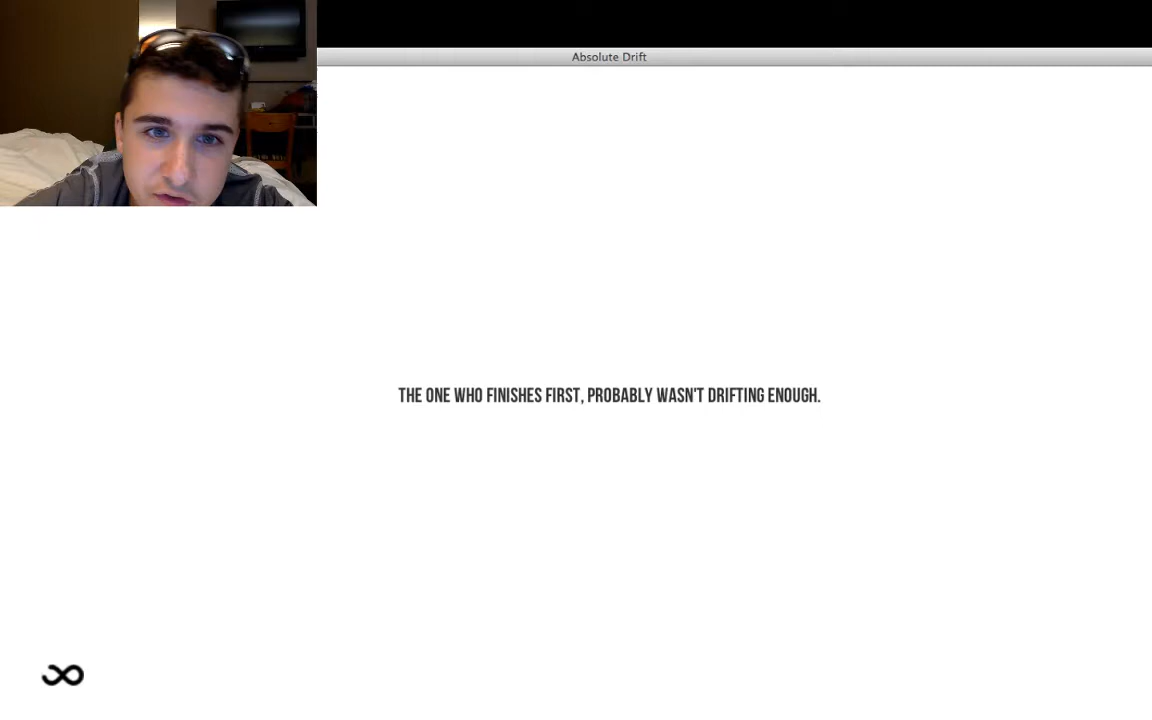 Absolute Drift
THE ONE WHO FINISHES FIRST, PROBABLY WASN'T DRIFTING ENOUGH.